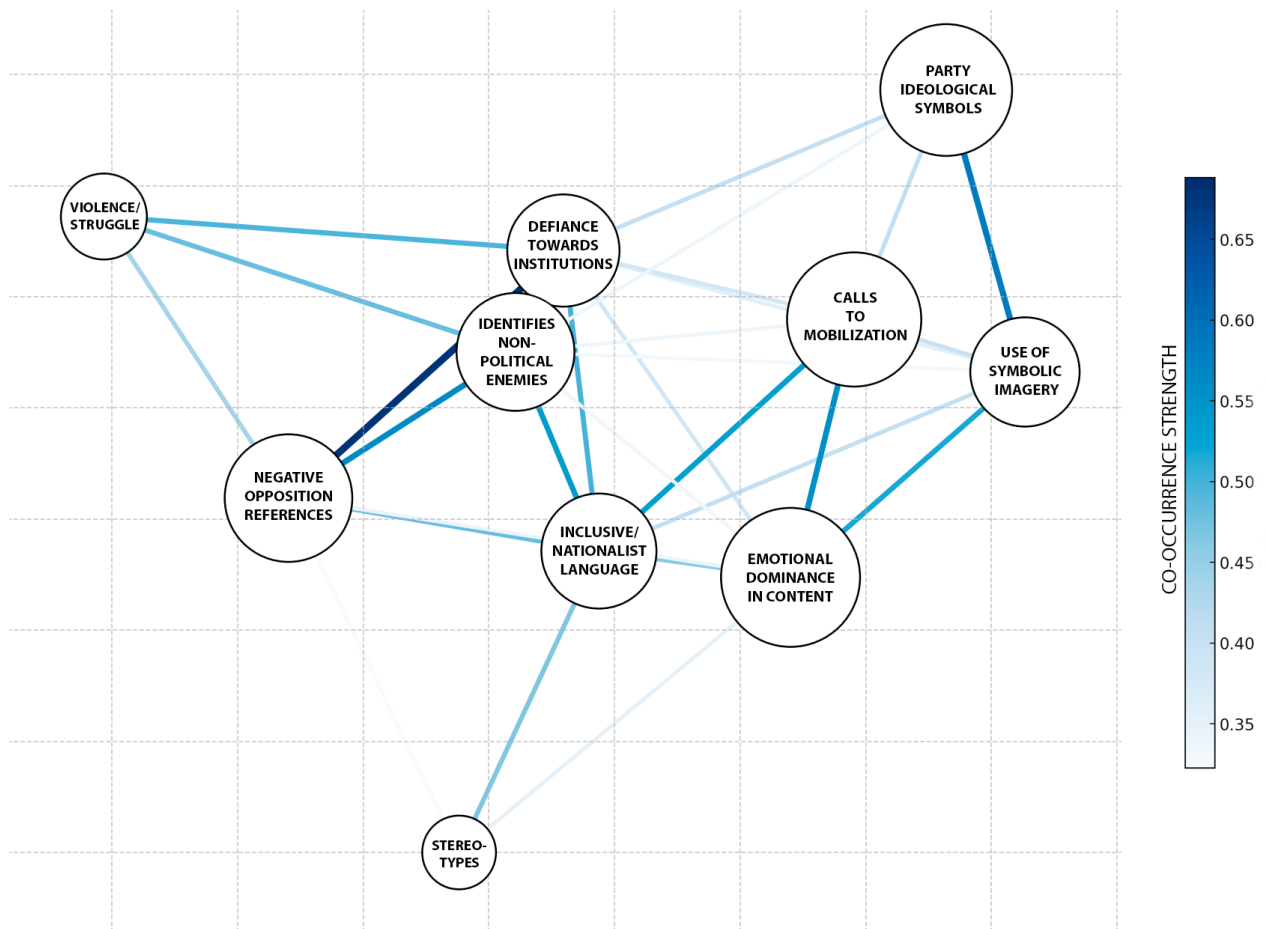 PARTY
IDEOLOGICAL
SYMBOLS
VIOLENCE/
STRUGGLE
DEFIANCE
TOWARDS
INSTITUTIONS
IDENTIFIES
NON-
POLITICAL
ENEMIES
CALLS
TO
MOBILIZATION
USE OF
SYMBOLIC
IMAGERY
NEGATIVE
OPPOSITION
REFERENCES
INCLUSIVE/
NATIONALIST
LANGUAGE
EMOTIONAL
DOMINANCE
IN CONTENT
STEREO-
TYPES
CO-OCCURRENCE STRENGTH
0.65
0.60
0.55
0.50
0.45
0.40
0.35